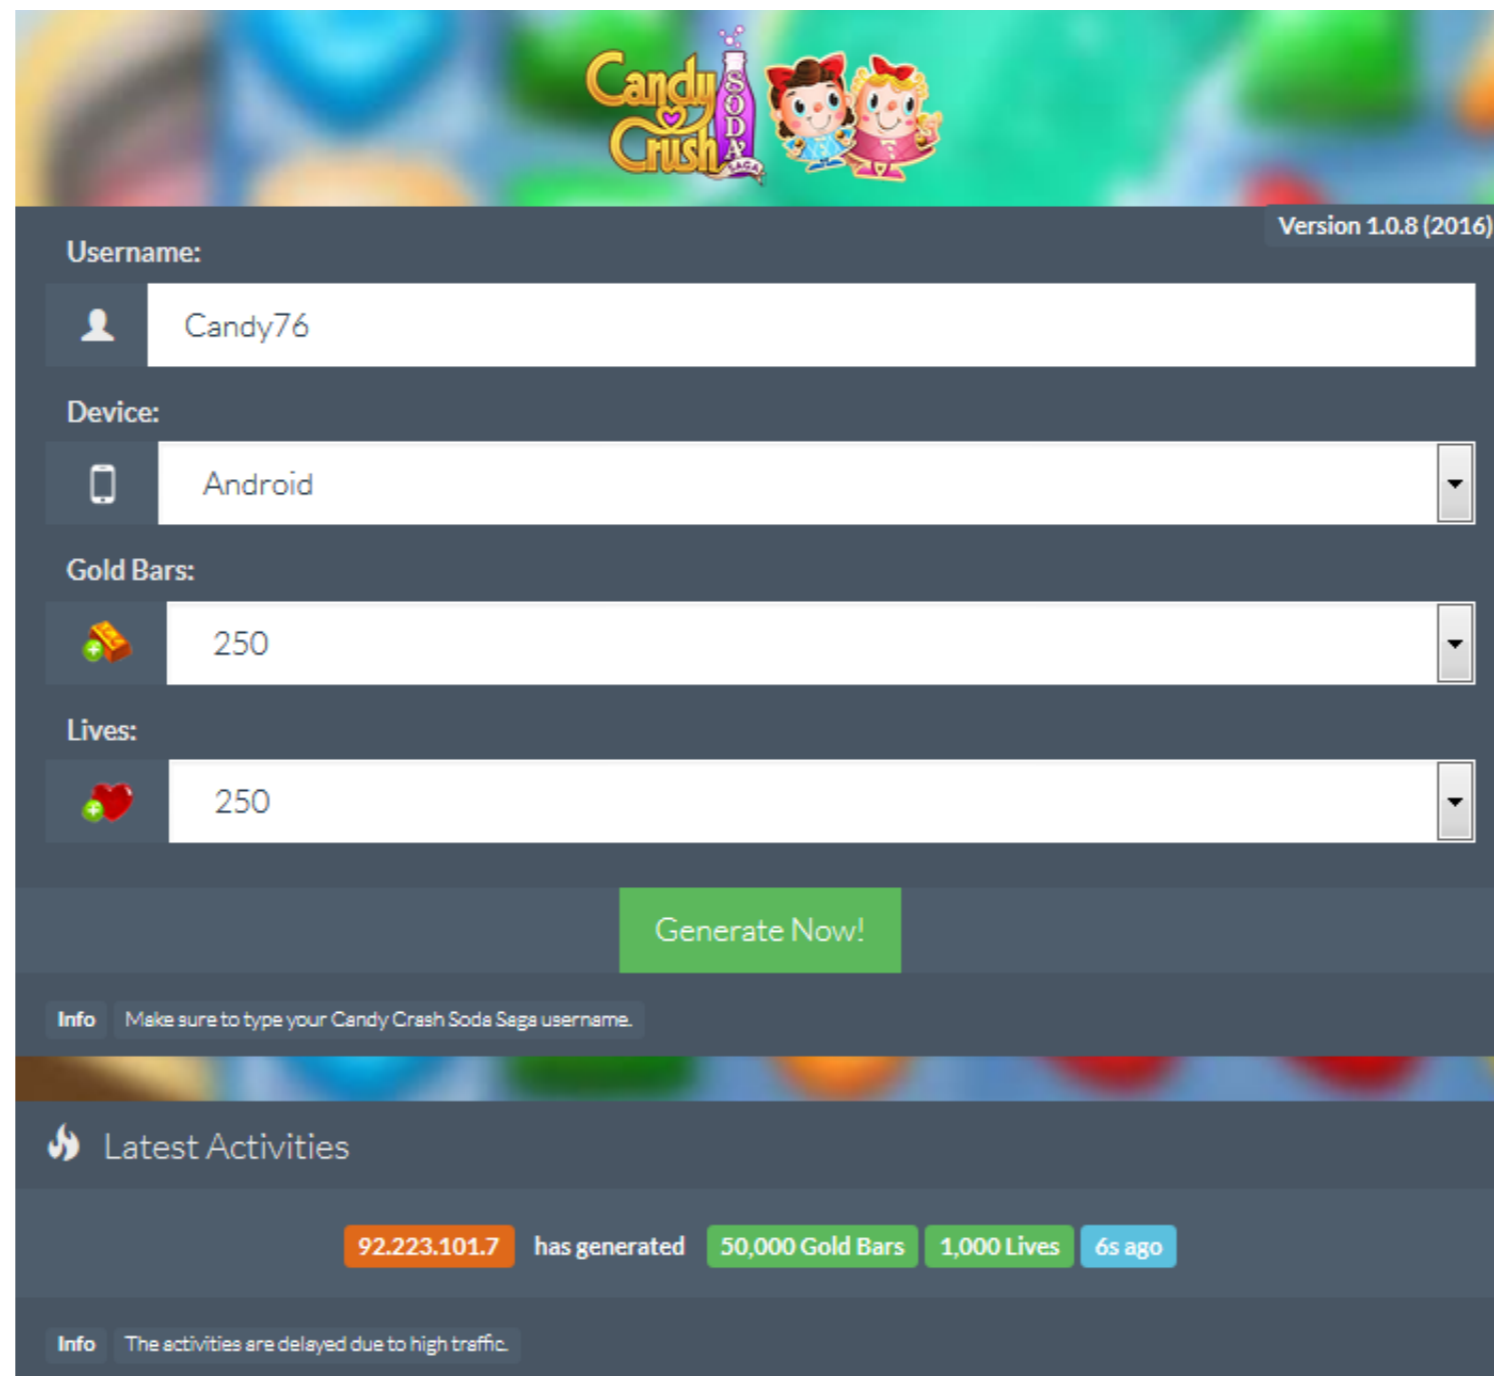 Candy SODA
Crush SAGA
Version 1.0.8 (2016)
Username:
Candy76
Device:
Android
Gold Bars:
250
Lives:
250
Generate Now!
Info Make sure to type your Candy Crash Soda Saga username.
Latest Activities
92.223.101.7 has generated 50,000 Gold Bars 1,000 Lives 6s ago
Info The activities are delayed due to high traffic.